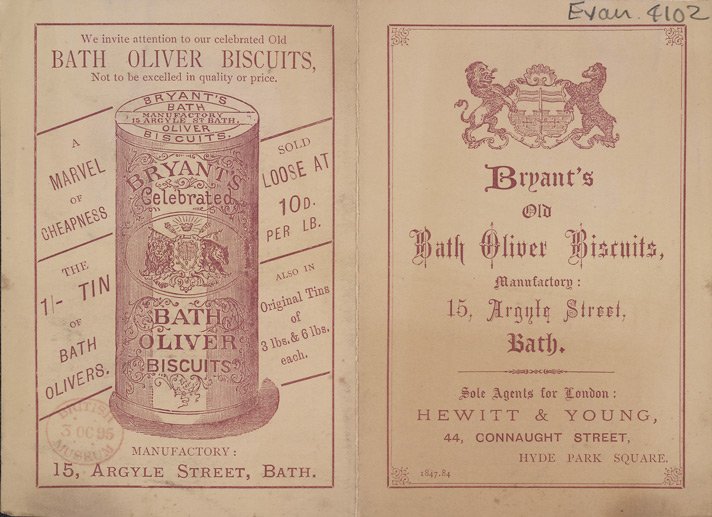 Evan. 4102
We invite attention to our celebrated Old
BATH OLIVER BISCUITS,
Not to be excelled in quality or price.
BRYANT'S
BATH
MANUFACTORY
15 ARGYLE ST BATH.
OLIVER
BISCUITS.
A
MARVEL
OF
CHEAPNESS
THE
1/- TIN
OF
BATH
OLIVERS.
BRYANT'S
Celebrated
BATH
OLIVER
BISCUITS
SOLD
LOOSE AT
10D.
PER LB.
ALSO IN
Original Tins
of
3 lbs. & 6 lbs.
each.
BRITISH
3 OC 95
MUSEUM
MANUFACTORY:
15, ARGYLE STREET, BATH.
Bryant's
Old
Bath Oliver Biscuits,
Manufactory:
15, Argyle Street,
Bath.
Sole Agents for London:
HEWITT & YOUNG,
44, CONNAUGHT STREET,
HYDE PARK SQUARE.
1847.84